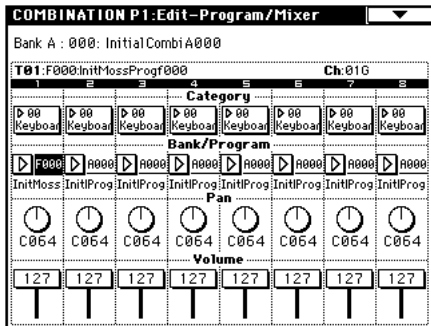 COMBINATION P1:Edit-Program/Mixer
Bank A : 000: InitialCombiA000
T01:F000:InitMossProgf000 Ch:01G
1 2 3 4 5 6 7 8
Category
00 00 00 00 00 00 00 00
Keyboar Keyboar Keyboar Keyboar Keyboar Keyboar Keyboar Keyboar
Bank/Program
F000 A000 A000 A000 A000 A000 A000 A000
InitMoss InitlProg InitlProg InitlProg InitlProg InitlProg InitlProg InitlProg
Pan
C064 C064 C064 C064 C064 C064 C064 C064
Volume
127 127 127 127 127 127 127 127